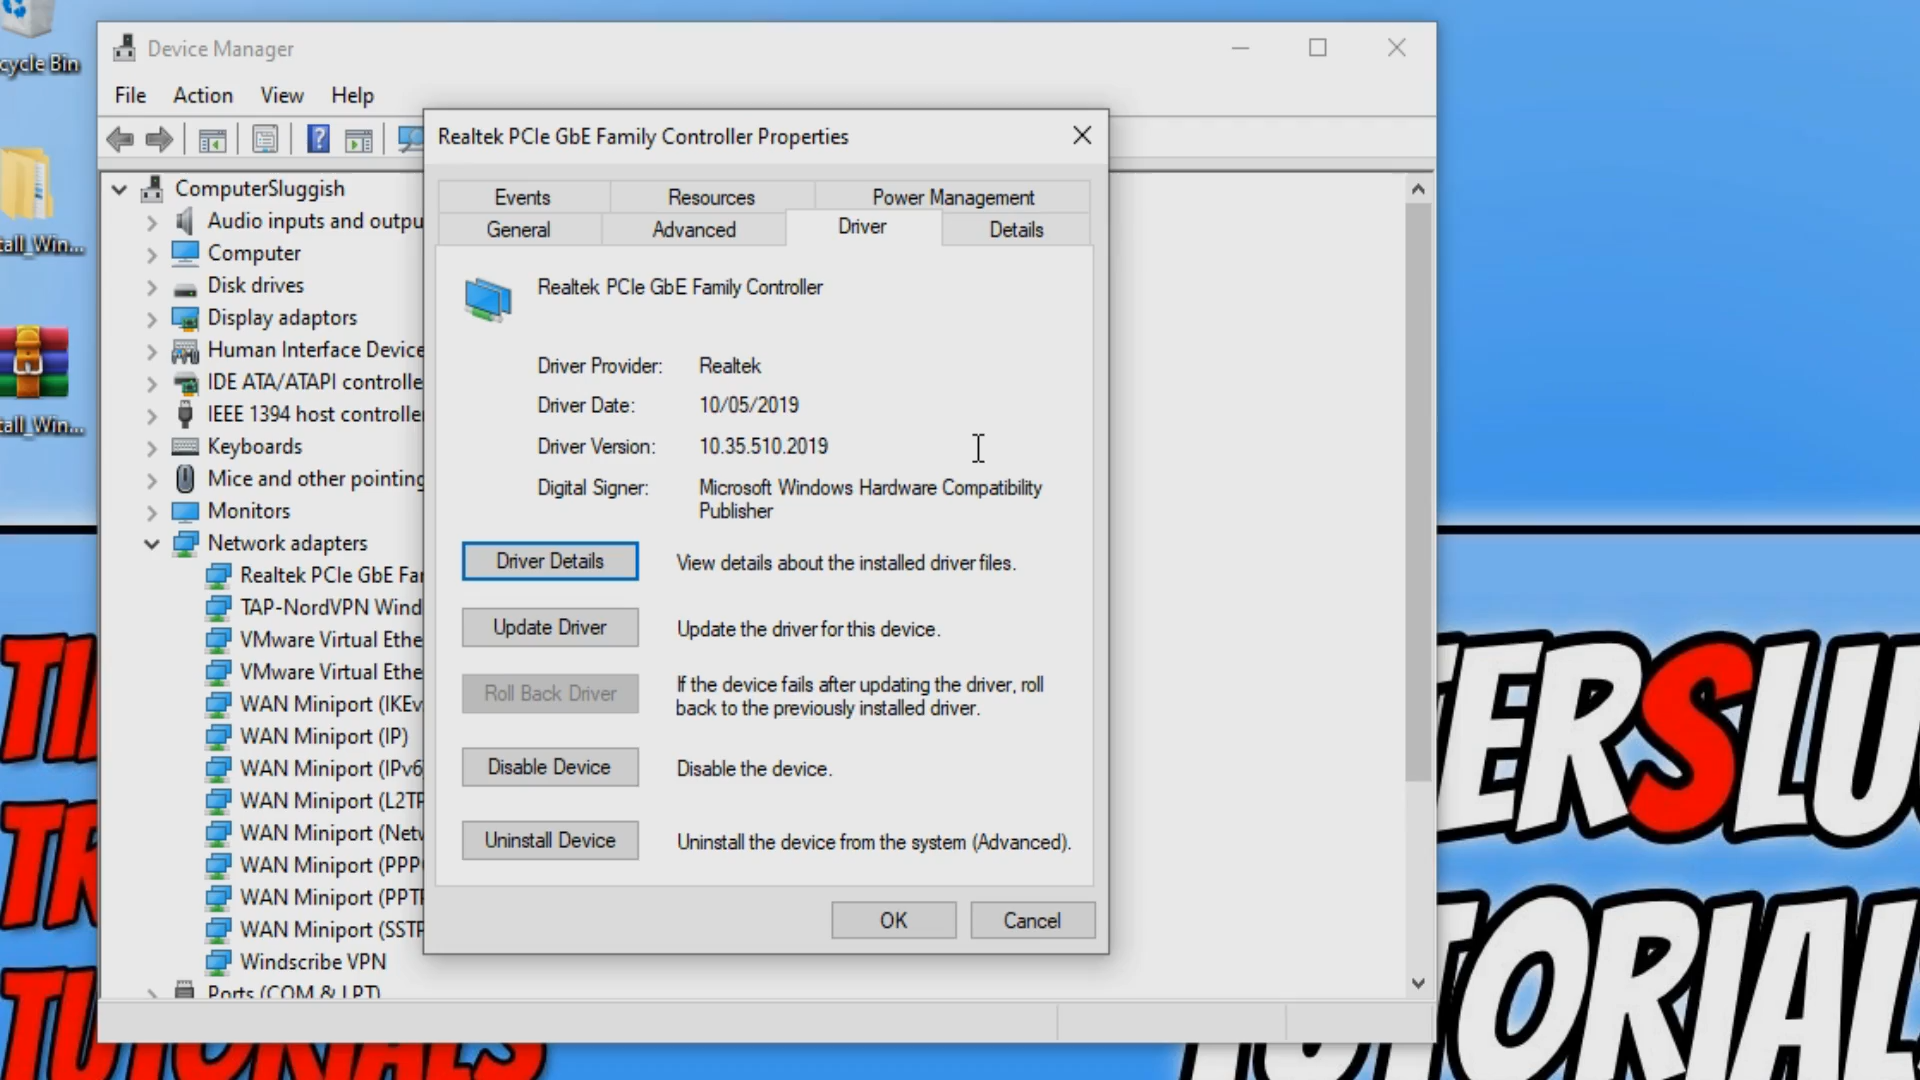 cycle Bin
tall_Win...
tall_Win...
Device Manager
File Action View Help
ComputerSluggish
Audio inputs and outpu
Computer
Disk drives
Display adaptors
Human Interface Device
IDE ATA/ATAPI controlle
IEEE 1394 host controlle
Keyboards
Mice and other pointing
Monitors
Network adapters
Realtek PCIe GbE Fa
TAP-NordVPN Wind
VMware Virtual Ethe
VMware Virtual Ethe
WAN Miniport (IKEv
WAN Miniport (IP)
WAN Miniport (IPv6
WAN Miniport (L2TP
WAN Miniport (Netw
WAN Miniport (PPP
WAN Miniport (PPTP
WAN Miniport (SSTP
Windscribe VPN
Ports (COM & LPT)
Realtek PCIe GbE Family Controller Properties
Events Resources Power Management
General Advanced Driver Details
Realtek PCIe GbE Family Controller
Driver Provider: Realtek
Driver Date: 10/05/2019
Driver Version: 10.35.510.2019
Digital Signer: Microsoft Windows Hardware Compatibility
Publisher
Driver Details View details about the installed driver files.
Update Driver Update the driver for this device.
Roll Back Driver If the device fails after updating the driver, roll
back to the previously installed driver.
Disable Device Disable the device.
Uninstall Device Uninstall the device from the system (Advanced).
OK Cancel
TI
TR
TUTORIALS
TERSLU
TUTORIAL